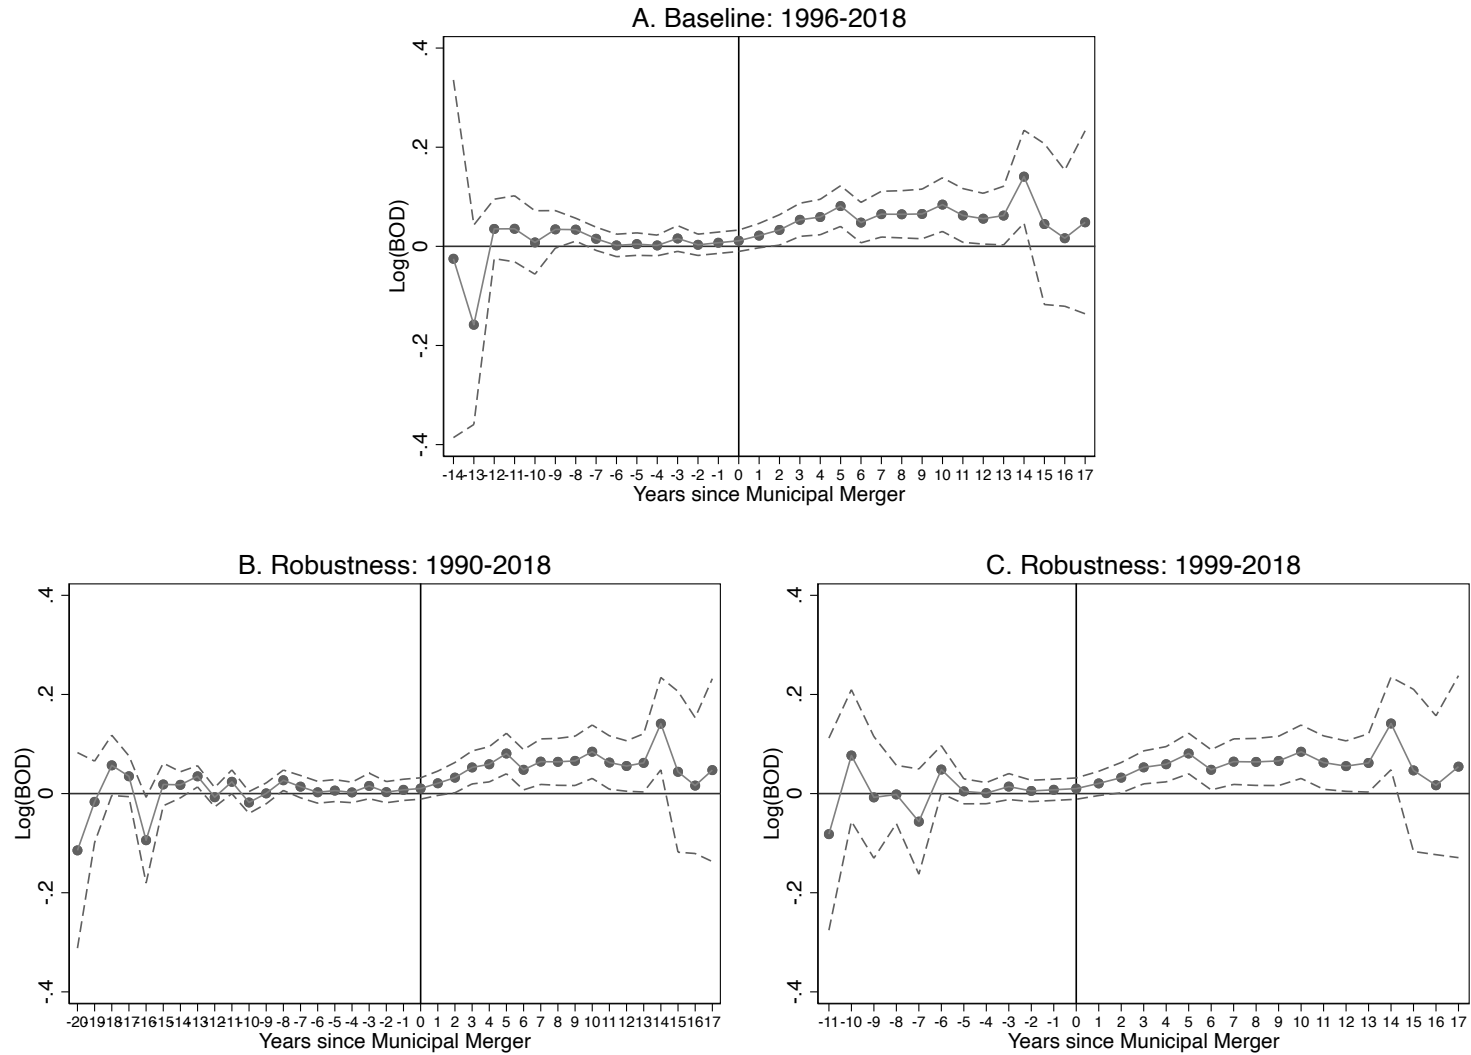 A. Baseline: 1996-2018
.4
.2
0
-.2
-.4
Log(BOD)
-14 -13 -12 -11 -10 -9 -8 -7 -6 -5 -4 -3 -2 -1 0 1 2 3 4 5 6 7 8 9 10 11 12 13 14 15 16 17
Years since Municipal Merger
B. Robustness: 1990-2018
.4
.2
0
-.2
-.4
Log(BOD)
-20 -19 -18 -17 -16 -15 -14 -13 -12 -11 -10 -9 -8 -7 -6 -5 -4 -3 -2 -1 0 1 2 3 4 5 6 7 8 9 10 11 12 13 14 15 16 17
Years since Municipal Merger
C. Robustness: 1999-2018
.4
.2
0
-.2
-.4
Log(BOD)
-11 -10 -9 -8 -7 -6 -5 -4 -3 -2 -1 0 1 2 3 4 5 6 7 8 9 10 11 12 13 14 15 16 17
Years since Municipal Merger